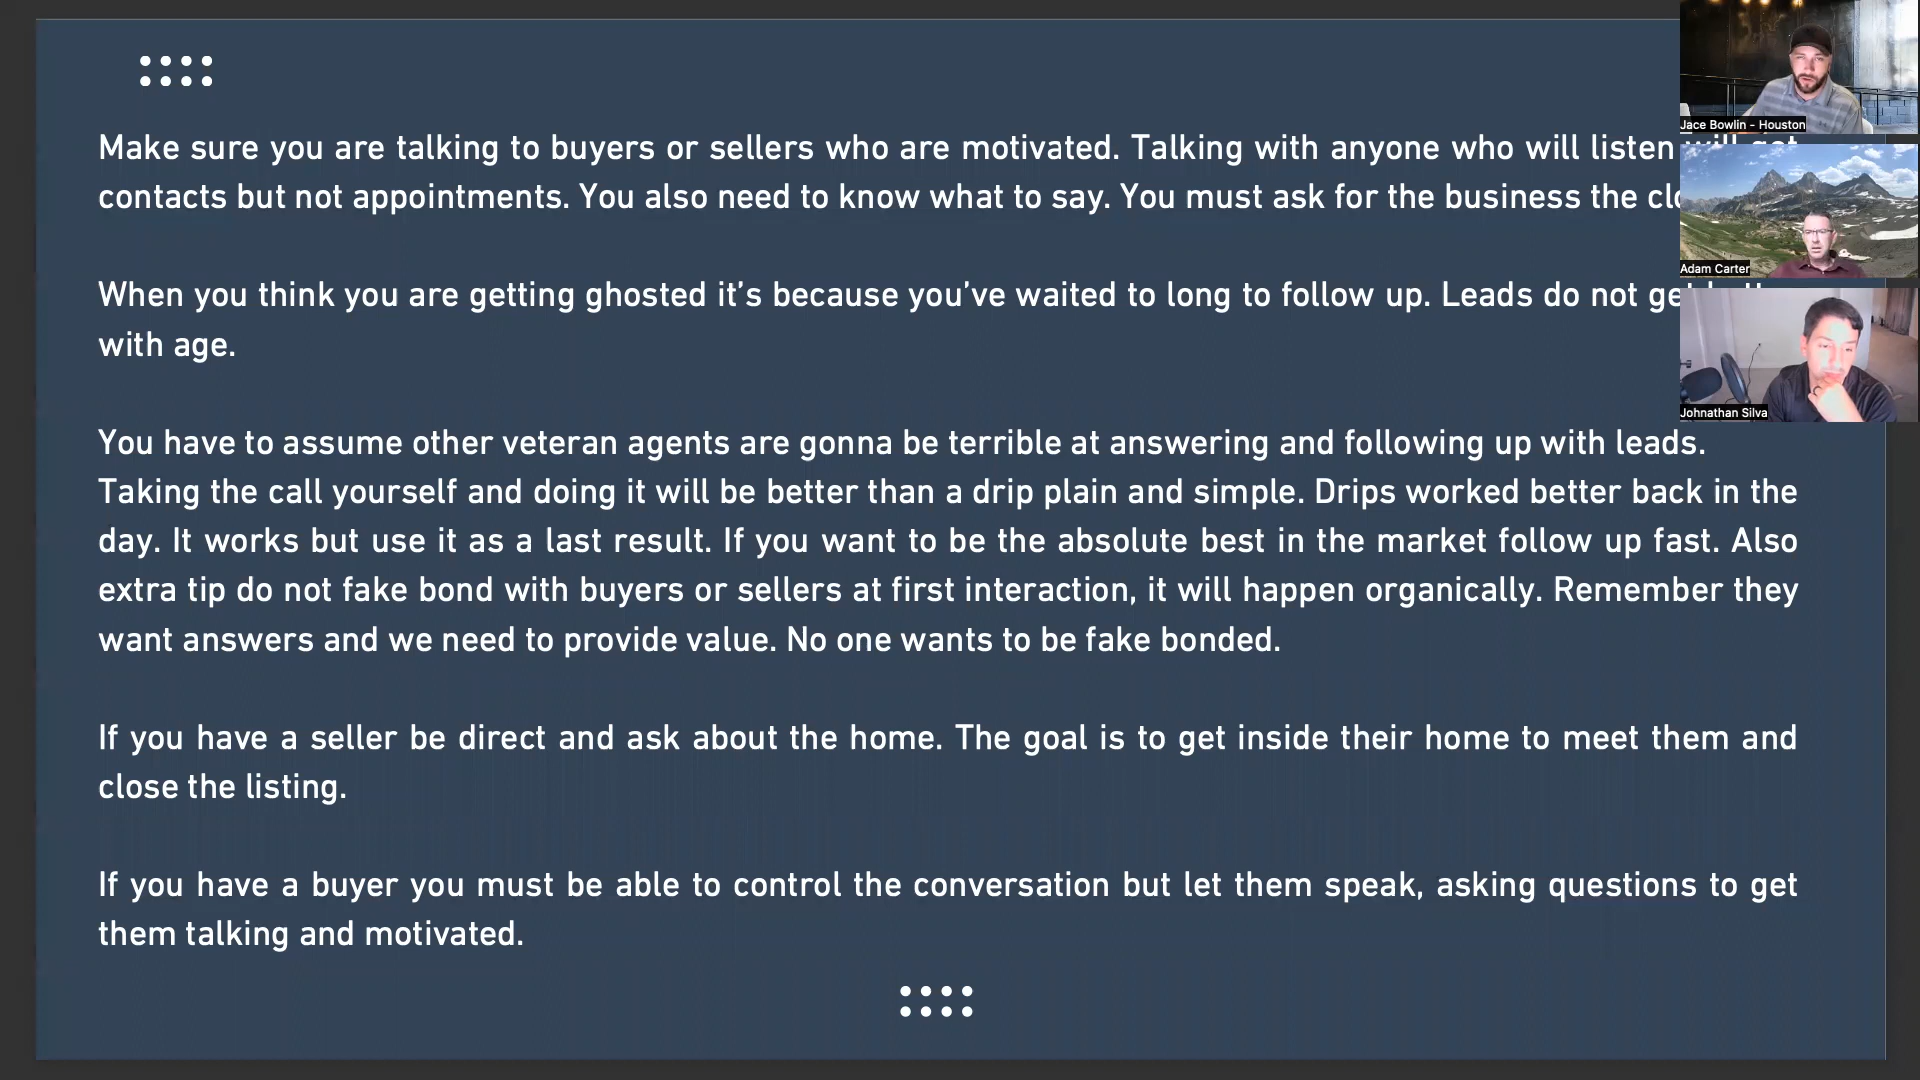 Make sure you are talking to buyers or sellers who are motivated. Talking with anyone who will listen
contacts but not appointments. You also need to know what to say. You must ask for the business the
When you think you are getting ghosted it's because you've waited to long to follow up. Leads do not
with age.
You have to assume other veteran agents are gonna be terrible at answering and following up with leads.
Taking the call yourself and doing it will be better than a drip plain and simple. Drips worked better back in the
day. It works but use it as a last result. If you want to be the absolute best in the market follow up fast. Also
extra tip do not fake bond with buyers or sellers at first interaction, it will happen organically. Remember they
want answers and we need to provide value. No one wants to be fake bonded.
If you have a seller be direct and ask about the home. The goal is to get inside their home to meet them and
close the listing.
If you have a buyer you must be able to control the conversation but let them speak, asking questions to get
them talking and motivated.
Jace Bowlin - Houston
Adam Carter
Johnathan Silva